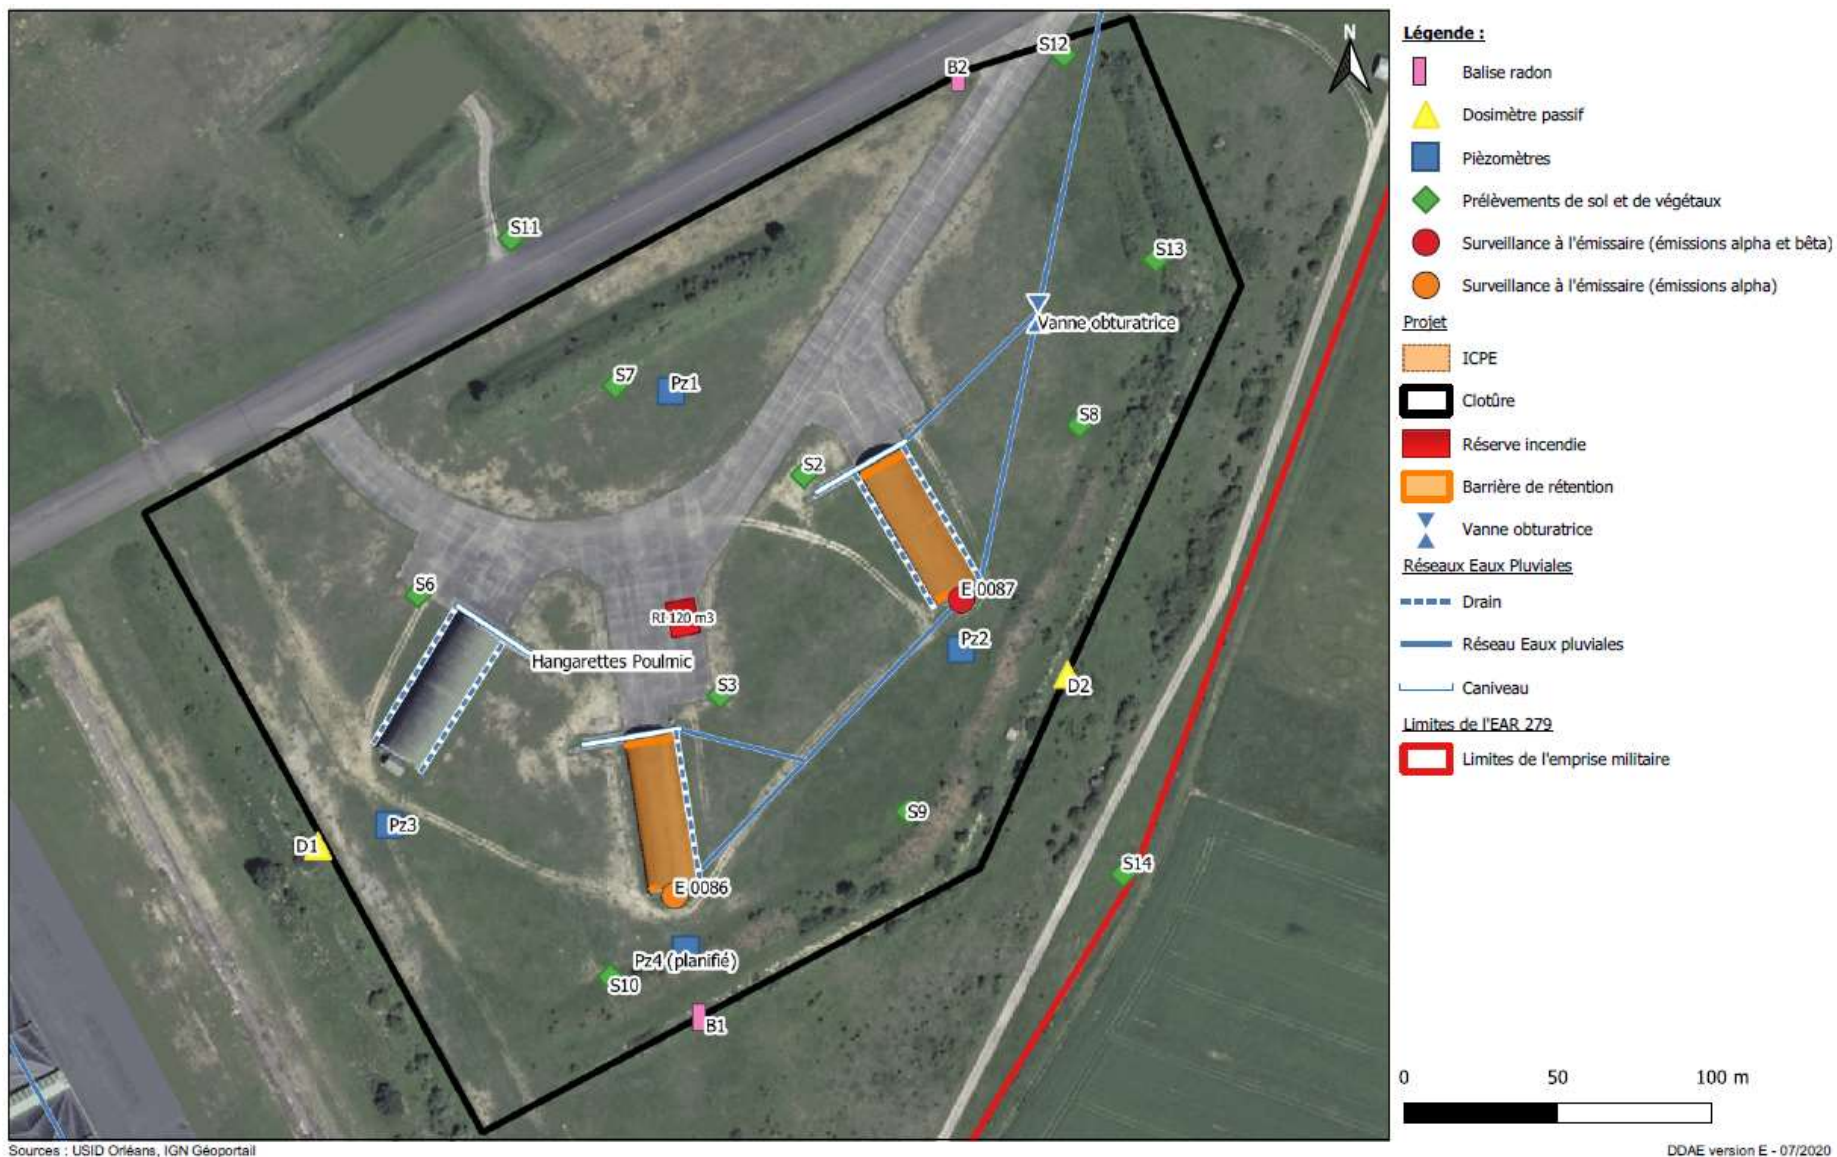 Légende :
N
S12
B2
Balise radon
Dosimètre passif
Pièzomètres
Prélèvements de sol et de végétaux
S11
Surveillance à l'émissaire (émissions alpha et bêta)
S13
Surveillance à l'émissaire (émissions alpha)
Vanne obturatrice
Projet
ICPE
S7
Pz1
Clotûre
S8
Réserve incendie
S2
Barrière de rétention
Vanne obturatrice
Réseaux Eaux Pluviales
S6
E 0087
Drain
RI 120 m3
Pz2
Réseau Eaux pluviales
Hangarettes Poulmic
D2
Caniveau
S3
Limites de l'EAR 279
Limites de l'emprise militaire
S9
Pz3
D1
S14
E 0086
Pz4 (planifié)
S10
B1
0 50 100 m
Sources : USID Orléans, IGN Géoportail
DDAE version E - 07/2020